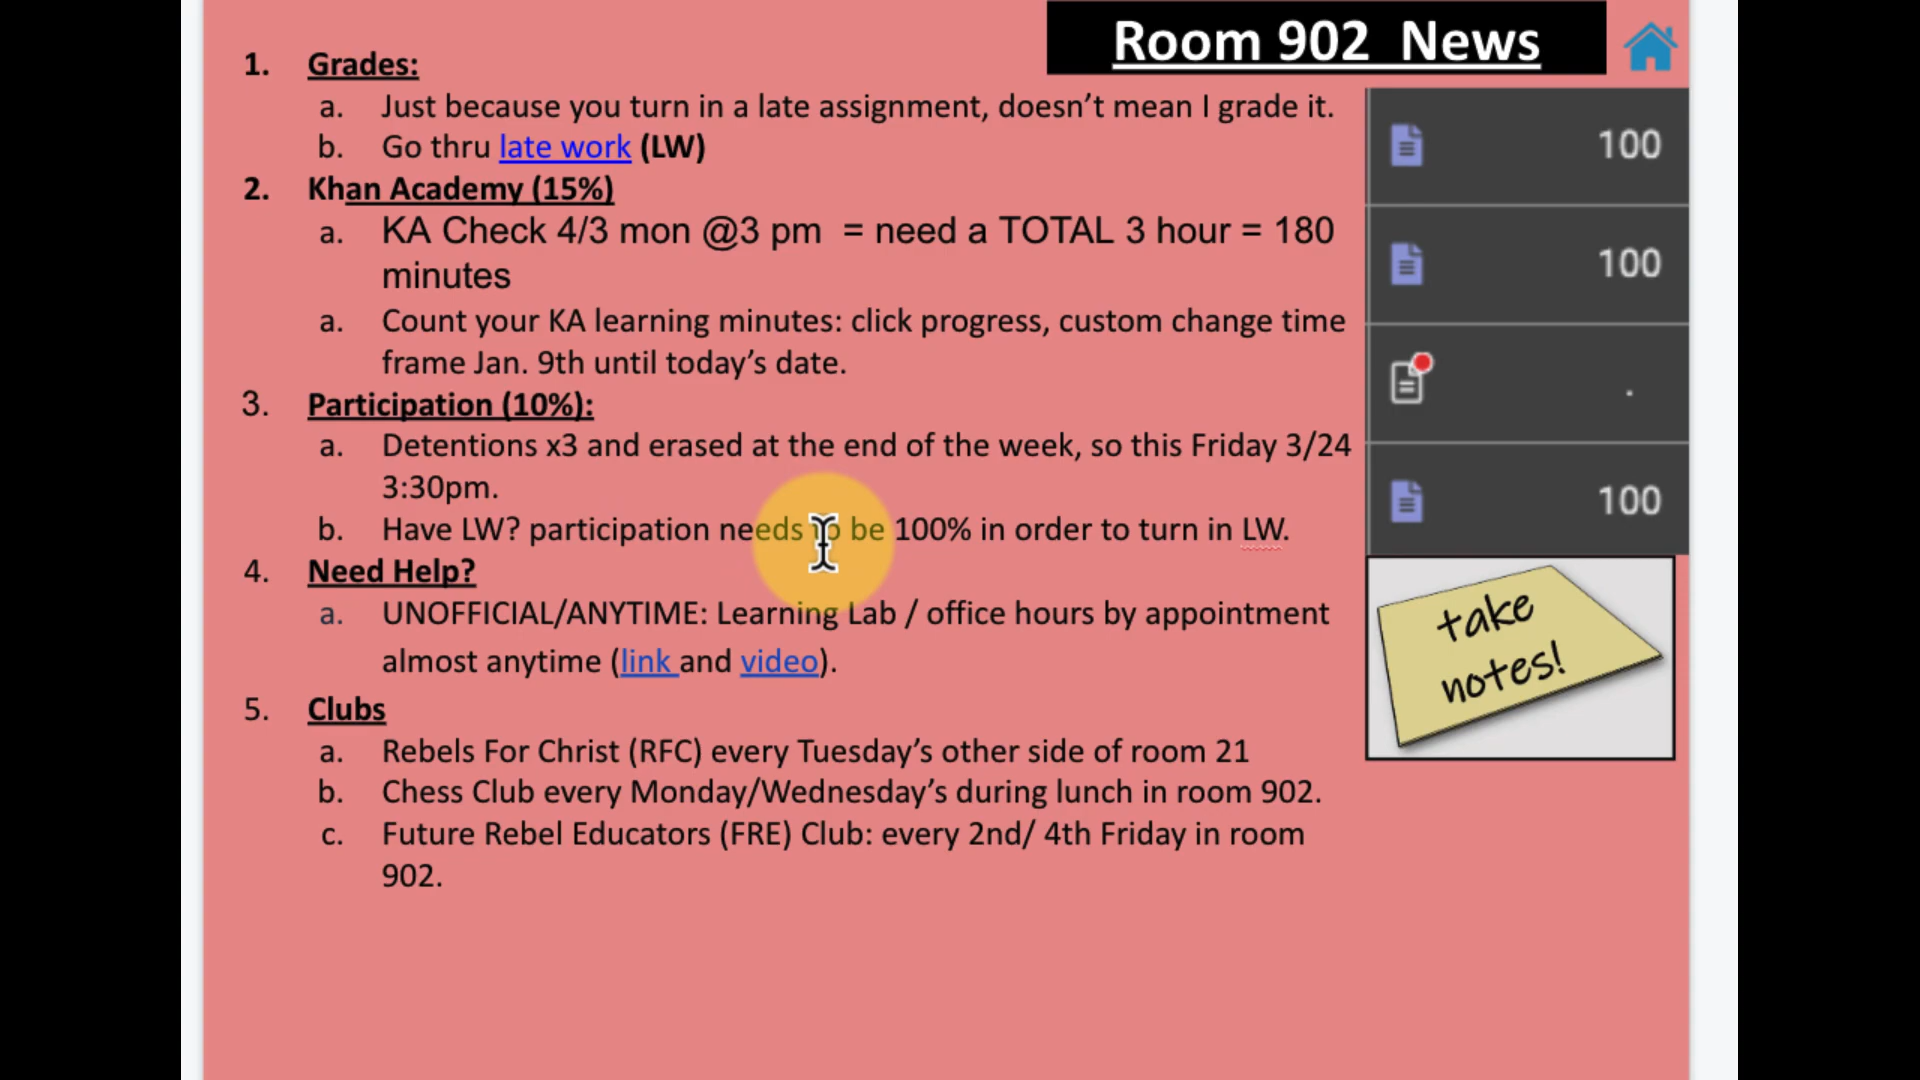 Room 902 News
1. Grades:
a. Just because you turn in a late assignment, doesn’t mean I grade it.
b. Go thru late work (LW)
2. Khan Academy (15%)
a. KA Check 4/3 mon @3 pm = need a TOTAL 3 hour = 180
minutes
a. Count your KA learning minutes: click progress, custom change time
frame Jan. 9th until today’s date.
3. Participation (10%):
a. Detentions x3 and erased at the end of the week, so this Friday 3/24
3:30pm.
b. Have LW? participation needs to be 100% in order to turn in LW.
4. Need Help?
a. UNOFFICIAL/ANYTIME: Learning Lab / office hours by appointment
almost anytime (link and video).
5. Clubs
a. Rebels For Christ (RFC) every Tuesday’s other side of room 21
b. Chess Club every Monday/Wednesday’s during lunch in room 902.
c. Future Rebel Educators (FRE) Club: every 2nd/ 4th Friday in room
902.
100
100
.
100
take
notes!